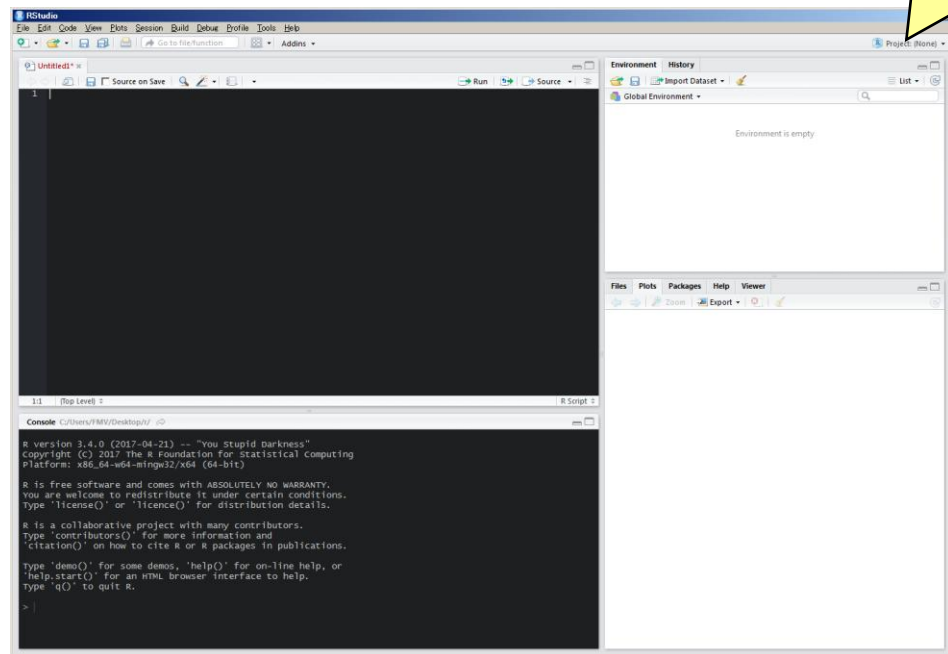 RStudio
File Edit Code View Plots Session Build Debug Profile Tools Help
Go to file/function Addins
Project: (None)
Untitled1*
Source on Save Run Source
1
1:1 (Top Level) R Script
Console C:/Users/FMV/Desktop/r/
R version 3.4.0 (2017-04-21) -- "You Stupid Darkness"
Copyright (C) 2017 The R Foundation for Statistical Computing
Platform: x86_64-w64-mingw32/x64 (64-bit)
R is free software and comes with ABSOLUTELY NO WARRANTY.
You are welcome to redistribute it under certain conditions.
Type 'license()' or 'licence()' for distribution details.
R is a collaborative project with many contributors.
Type 'contributors()' for more information and
'citation()' on how to cite R or R packages in publications.
Type 'demo()' for some demos, 'help()' for on-line help, or
'help.start()' for an HTML browser interface to help.
Type 'q()' to quit R.
>
Environment History
Import Dataset List
Global Environment
Environment is empty
Files Plots Packages Help Viewer
Zoom Export